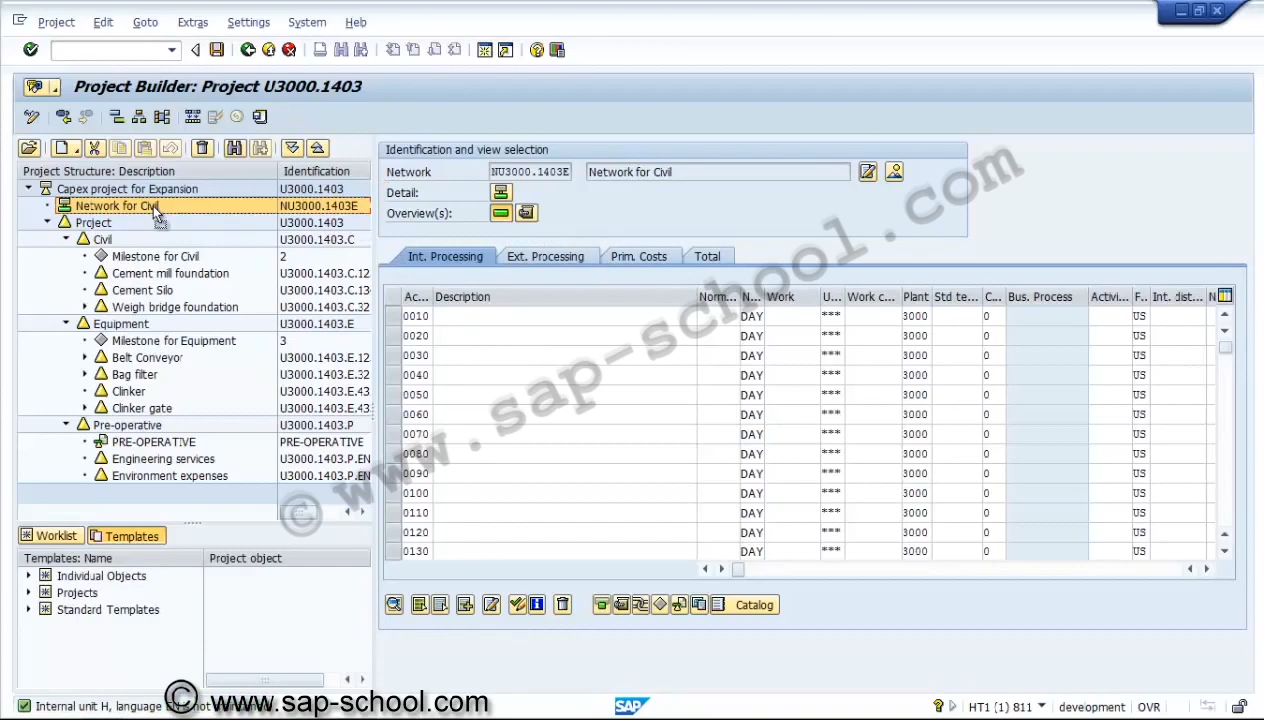 Project Edit Goto Extras Settings System Help
Project Builder: Project U3000.1403
Project Structure: Description Identification
Capex project for Expansion U3000.1403
Network for Civil NU3000.1403E
Project U3000.1403
Civil U3000.1403.C
Milestone for Civil 2
Cement mill foundation U3000.1403.C.12
Cement Silo U3000.1403.C.13
Weigh bridge foundation U3000.1403.C.32
Equipment U3000.1403.E
Milestone for Equipment 3
Belt Conveyor U3000.1403.E.12
Bag filter U3000.1403.E.32
Clinker U3000.1403.E.43
Clinker gate U3000.1403.E.43
Pre-operative U3000.1403.P
PRE-OPERATIVE PRE-OPERATIVE
Engineering services U3000.1403.P.EN
Environment expenses U3000.1403.P.EN
Worklist Templates
Templates: Name Project object
Individual Objects
Projects
Standard Templates
Identification and view selection
Network NU3000.1403E Network for Civil
Detail:
Overview(s):
Int. Processing Ext. Processing Prim. Costs Total
Ac... Description Norm... N... Work U... Work c... Plant Std te... C... Bus. Process Activi... F.. Int. dist... N
0010 DAY *** 3000 0 US
0020 DAY *** 3000 0 US
0030 DAY *** 3000 0 US
0040 DAY *** 3000 0 US
0050 DAY *** 3000 0 US
0060 DAY *** 3000 0 US
0070 DAY *** 3000 0 US
0080 DAY *** 3000 0 US
0090 DAY *** 3000 0 US
0100 DAY *** 3000 0 US
0110 DAY *** 3000 0 US
0120 DAY *** 3000 0 US
0130 DAY *** 3000 0 US
Catalog
© www.sap-school.com
Internal unit H, language EN is not maintained
© www.sap-school.com
SAP
HT1 (1) 811 development OVR